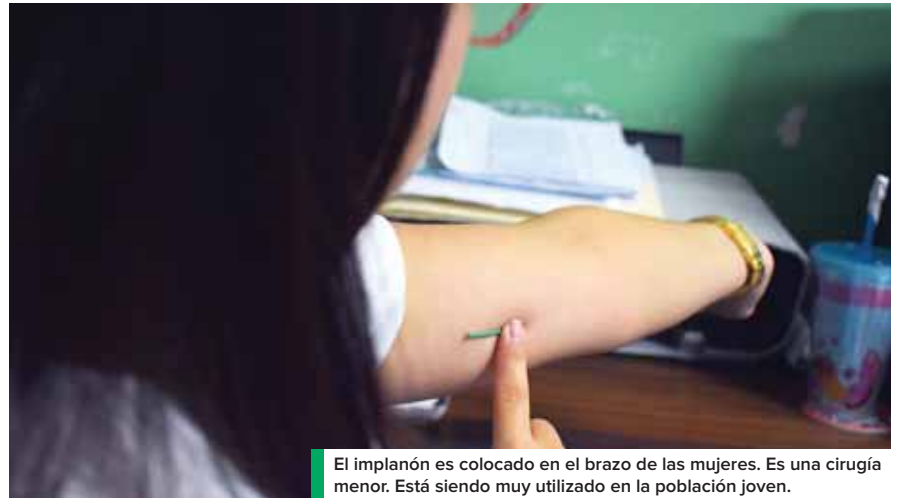 El implanón es colocado en el brazo de las mujeres. Es una cirugía
menor. Está siendo muy utilizado en la población joven.